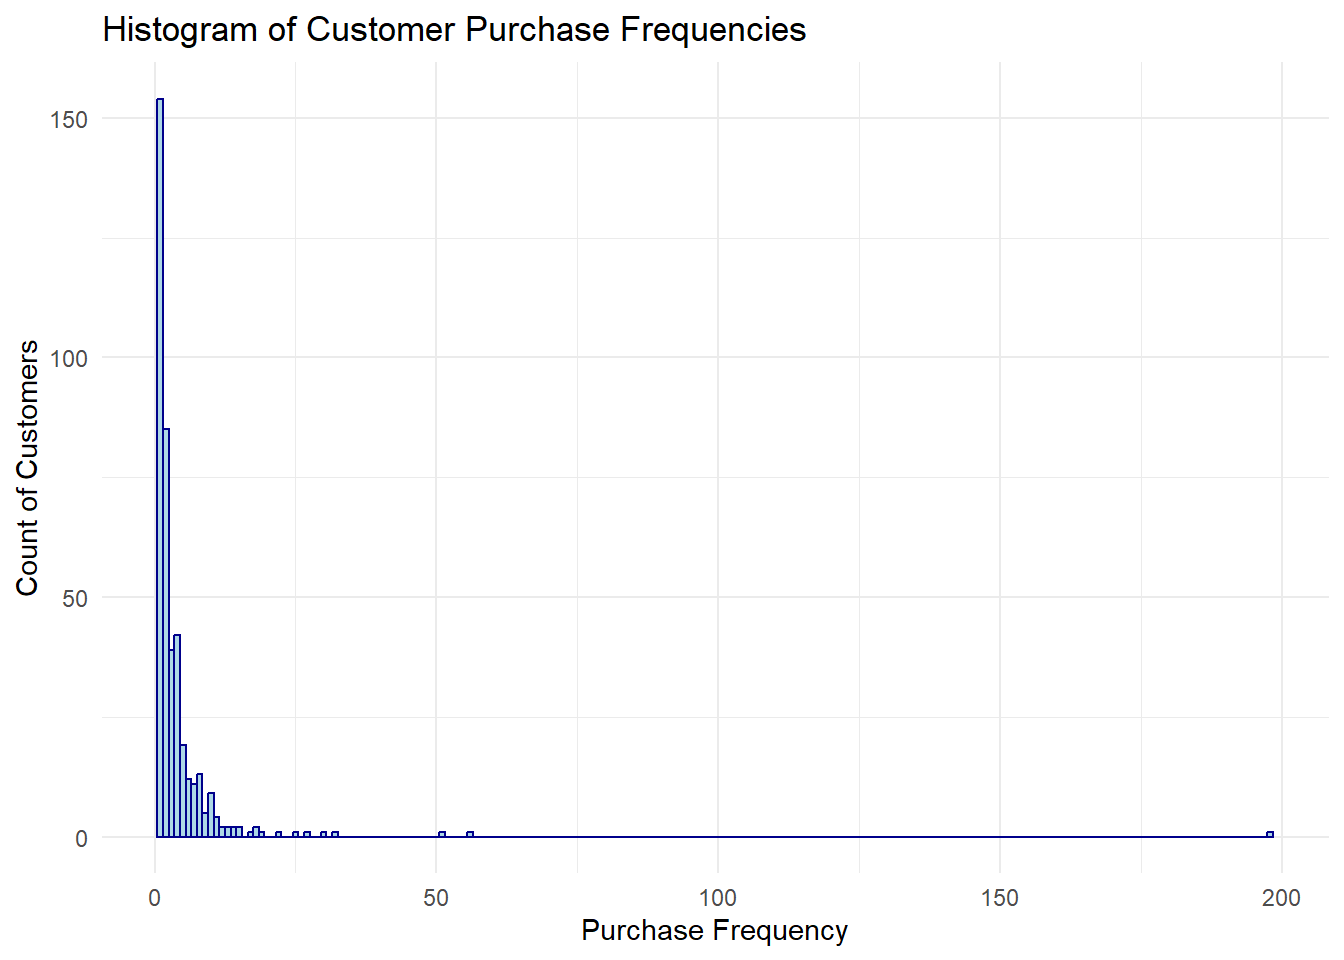 Histogram of Customer Purchase Frequencies
150
100
50
0
Count of Customers
0 50 100 150 200
Purchase Frequency